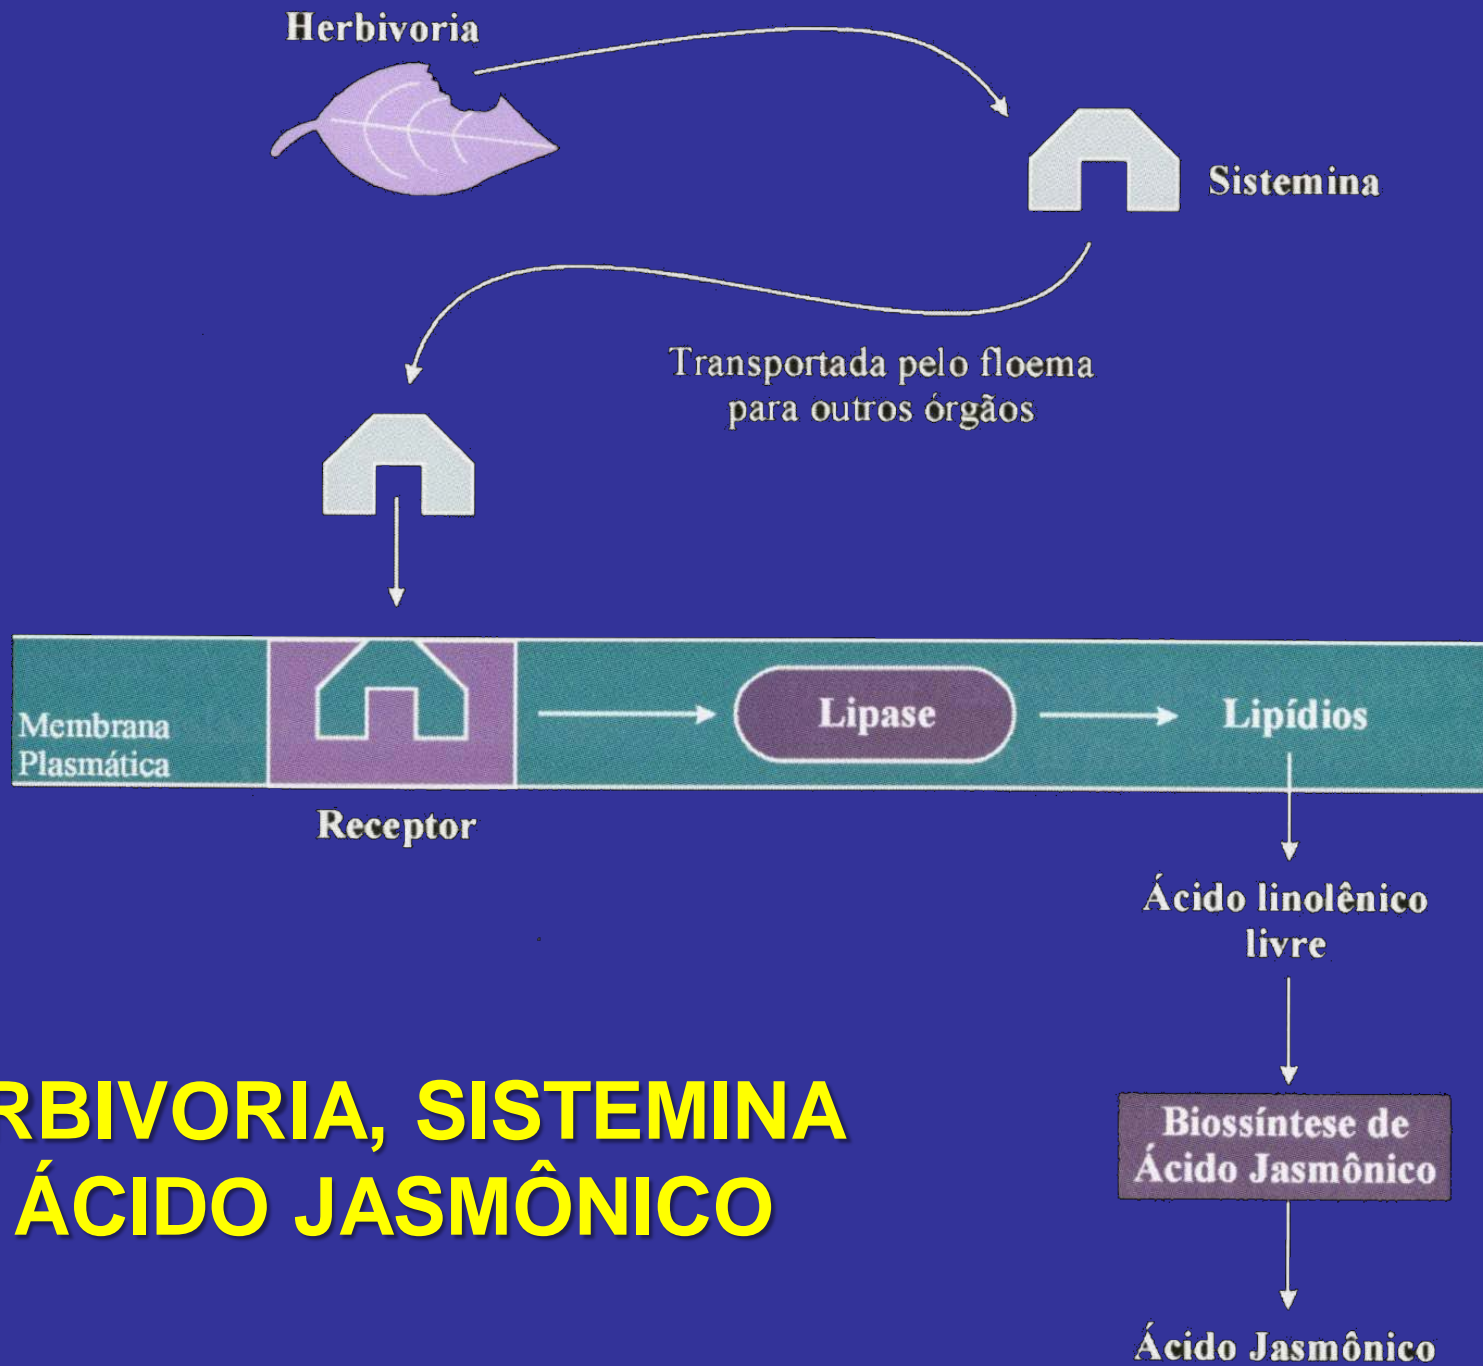 Herbivoria
Sistemina
Transportada pelo floema
para outros órgãos
Membrana
Plasmática
Lipase
Lipídios
Receptor
Ácido linolênico
livre
RBIVORIA, SISTEMINA
ÁCIDO JASMÔNICO
Biossíntese de
Ácido Jasmônico
Ácido Jasmônico